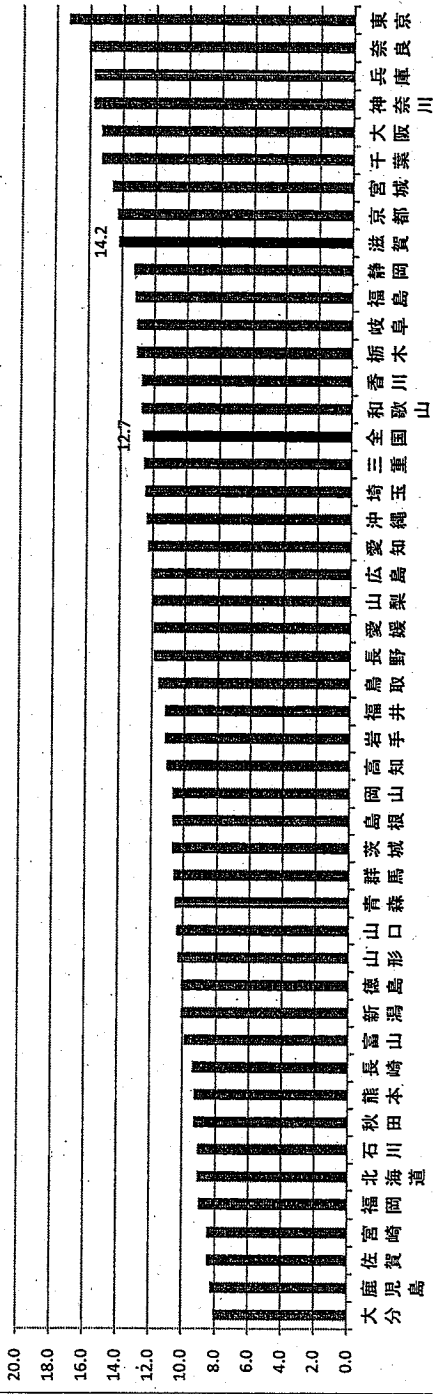 20.0
18.0
16.0
14.0
12.0
10.0
8.0
6.0
4.0
2.0
0.0
14.2
12.7
大分
鹿児島
佐賀
宮崎
福岡
北海道
石川
秋田
熊本
長崎
富山
新潟
徳島
山形
山口
青森
群馬
茨城
島根
岡山
高知
岩手
福井
鳥取
長野
愛媛
山梨
広島
愛知
沖縄
埼玉
三重
全国
和歌山
香川
栃木
岐阜
福島
静岡
滋賀
京都
宮城
千葉
大阪
神奈川
兵庫
奈良
東京